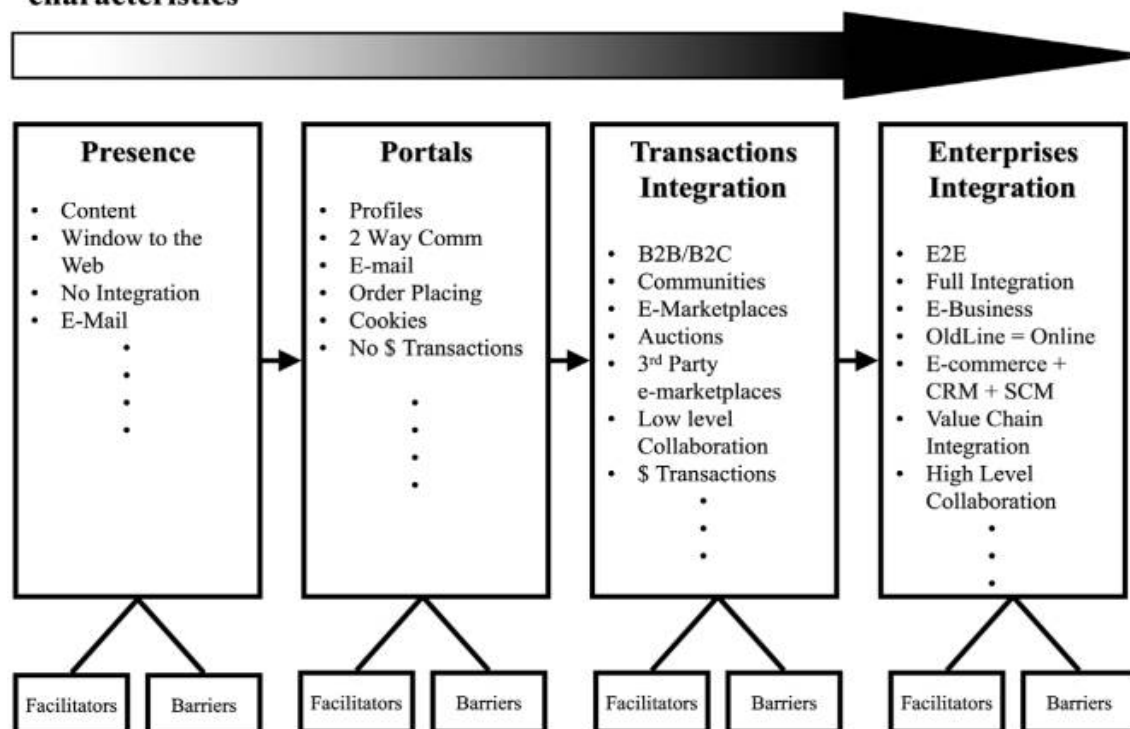 characteristics
Presence
• Content
• Window to the
Web
• No Integration
• E-Mail
Portals
• Profiles
• 2 Way Comm
• E-mail
• Order Placing
• Cookies
• No $ Transactions
Transactions
Integration
• B2B/B2C
• Communities
• E-Marketplaces
• Auctions
• 3rd Party
e-marketplaces
• Low level
Collaboration
• $ Transactions
Enterprises
Integration
• E2E
• Full Integration
• E-Business
• OldLine = Online
• E-commerce +
CRM + SCM
• Value Chain
Integration
• High Level
Collaboration
Facilitators
Barriers
Facilitators
Barriers
Facilitators
Barriers
Facilitators
Barriers